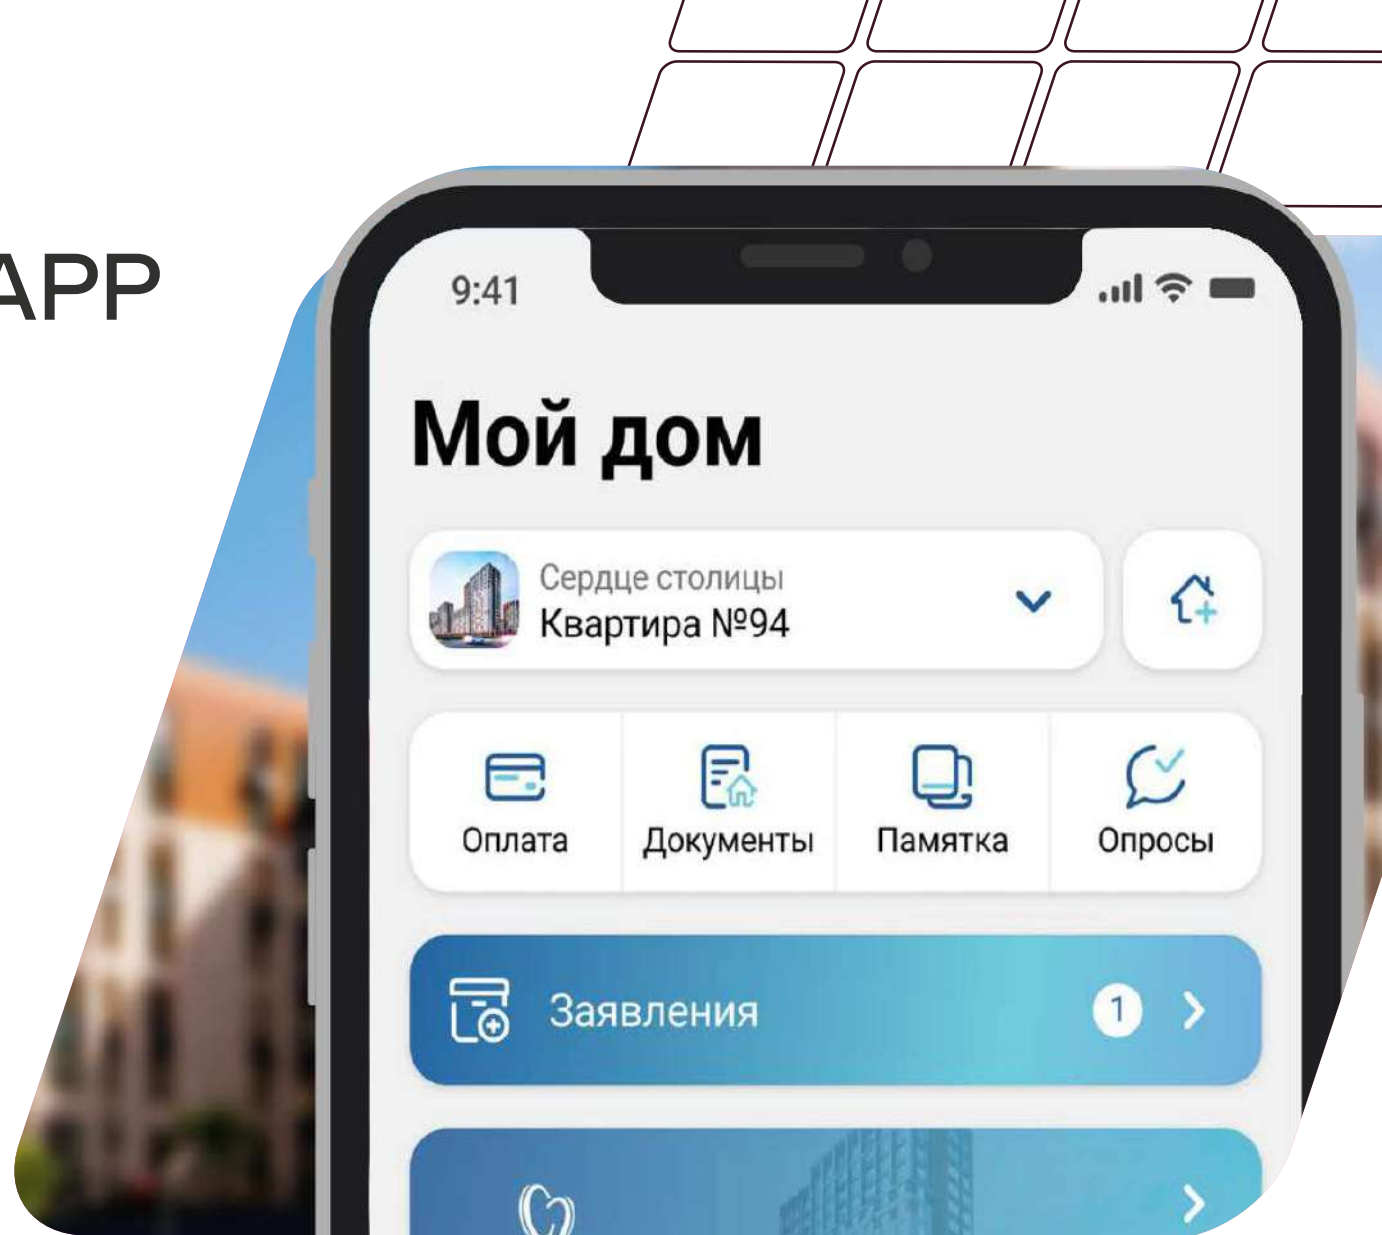 APP
9:41
Мой дом
Сердце столицы
Квартира №94
Оплата
Документы
Памятка
Опросы
Заявления
1